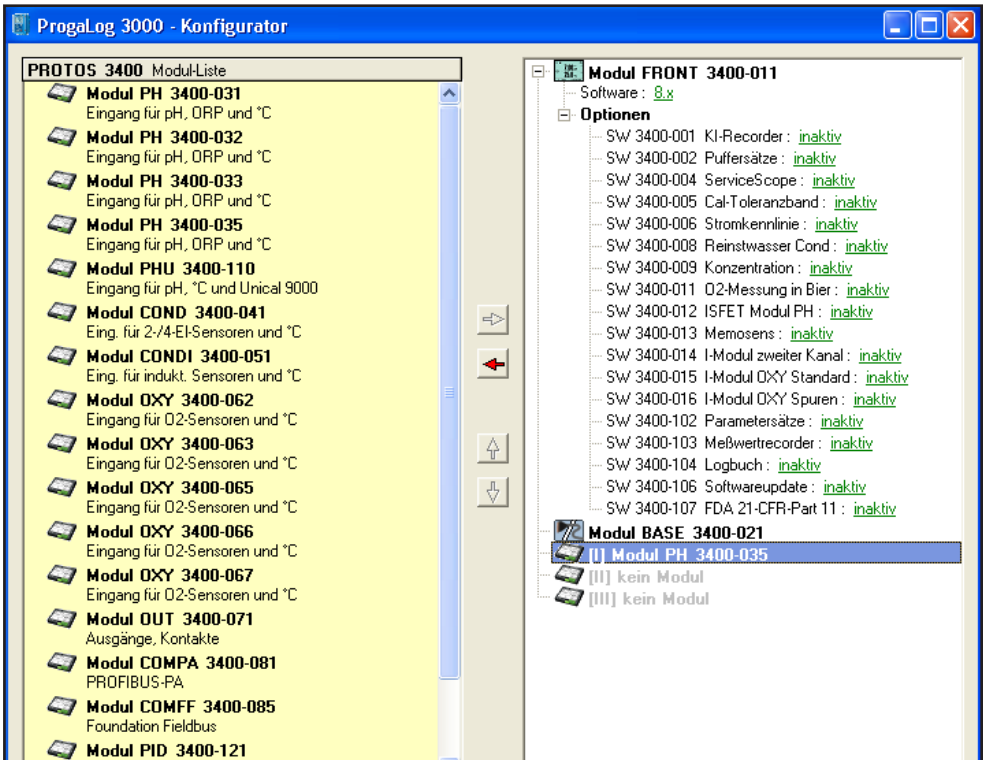 ProgaLog 3000 - Konfigurator
PROTOS 3400 Modul-Liste
Modul PH 3400-031
Eingang für pH, ORP und °C
Modul PH 3400-032
Eingang für pH, ORP und °C
Modul PH 3400-033
Eingang für pH, ORP und °C
Modul PH 3400-035
Eingang für pH, ORP und °C
Modul PHU 3400-110
Eingang für pH, °C und Unical 9000
Modul COND 3400-041
Eing. für 2-/4-El-Sensoren und °C
Modul CONDI 3400-051
Eing. für indukt. Sensoren und °C
Modul OXY 3400-062
Eingang für O2-Sensoren und °C
Modul OXY 3400-063
Eingang für O2-Sensoren und °C
Modul OXY 3400-065
Eingang für O2-Sensoren und °C
Modul OXY 3400-066
Eingang für O2-Sensoren und °C
Modul OXY 3400-067
Eingang für O2-Sensoren und °C
Modul OUT 3400-071
Ausgänge, Kontakte
Modul COMPA 3400-081
PROFIBUS-PA
Modul COMFF 3400-085
Foundation Fieldbus
Modul PID 3400-121
Modul FRONT 3400-011
Software : 8.x
Optionen
SW 3400-001 KI-Recorder : inaktiv
SW 3400-002 Puffersätze : inaktiv
SW 3400-004 ServiceScope : inaktiv
SW 3400-005 Cal-Toleranzband : inaktiv
SW 3400-006 Stromkennlinie : inaktiv
SW 3400-008 Reinstwasser Cond : inaktiv
SW 3400-009 Konzentration : inaktiv
SW 3400-011 O2-Messung in Bier : inaktiv
SW 3400-012 ISFET Modul PH : inaktiv
SW 3400-013 Memosens : inaktiv
SW 3400-014 I-Modul zweiter Kanal : inaktiv
SW 3400-015 I-Modul OXY Standard : inaktiv
SW 3400-016 I-Modul OXY Spuren : inaktiv
SW 3400-102 Parametersätze : inaktiv
SW 3400-103 Meßwertrecorder : inaktiv
SW 3400-104 Logbuch : inaktiv
SW 3400-106 Softwareupdate : inaktiv
SW 3400-107 FDA 21-CFR-Part 11 : inaktiv
Modul BASE 3400-021
[I] Modul PH 3400-035
[II] kein Modul
[III] kein Modul